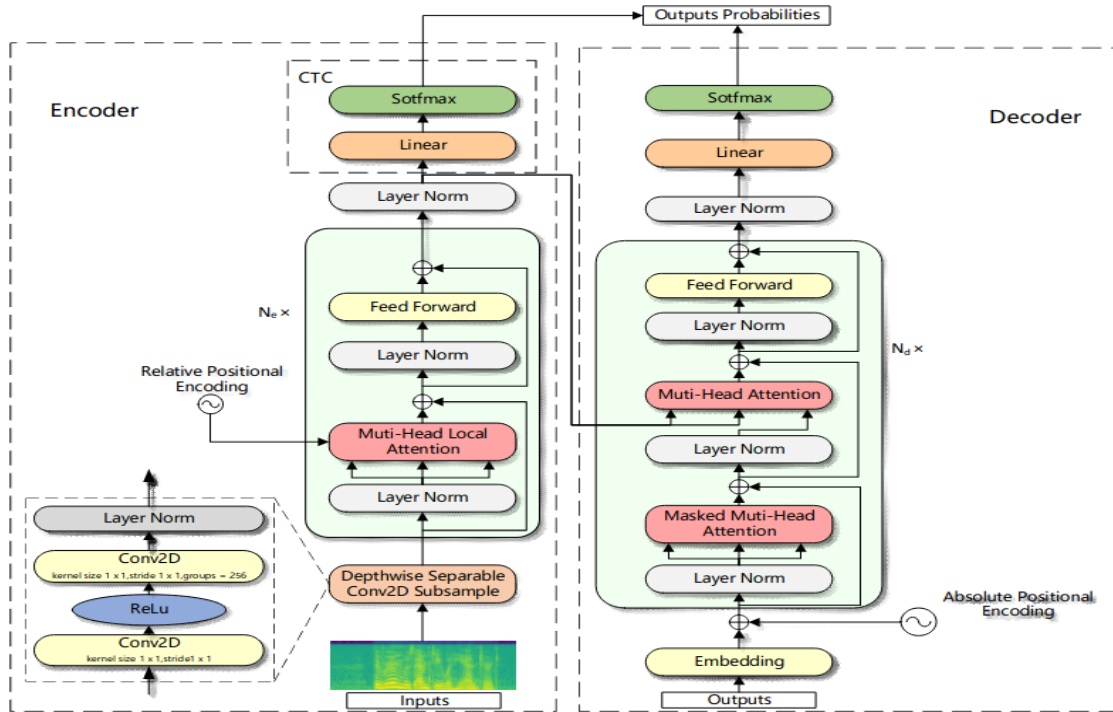 Outputs Probabilities
Encoder
CTC
Sotfmax
Linear
Layer Norm
Feed Forward
Layer Norm
N_e ×
Relative Positional
Encoding
Muti-Head Local
Attention
Layer Norm
Depthwise Separable
Conv2D Subsample
Inputs
Layer Norm
Conv2D
kernel size 1 x 1,stride 1 x 1,groups = 256
ReLu
Conv2D
kernel size 1 x 1,stride1 x 1
Decoder
Sotfmax
Linear
Layer Norm
Feed Forward
Layer Norm
N_d ×
Muti-Head Attention
Layer Norm
Masked Muti-Head
Attention
Layer Norm
Absolute Positional
Encoding
Embedding
Outputs